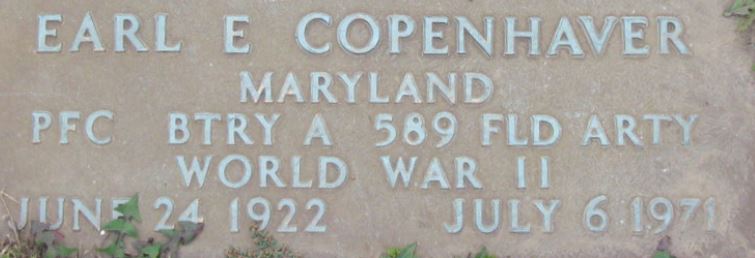 EARL E COPENHAVER
MARYLAND
PFC BTRY A 589 FLD ARTY
WORLD WAR II
JUNE 24 1922 JULY 6 1971